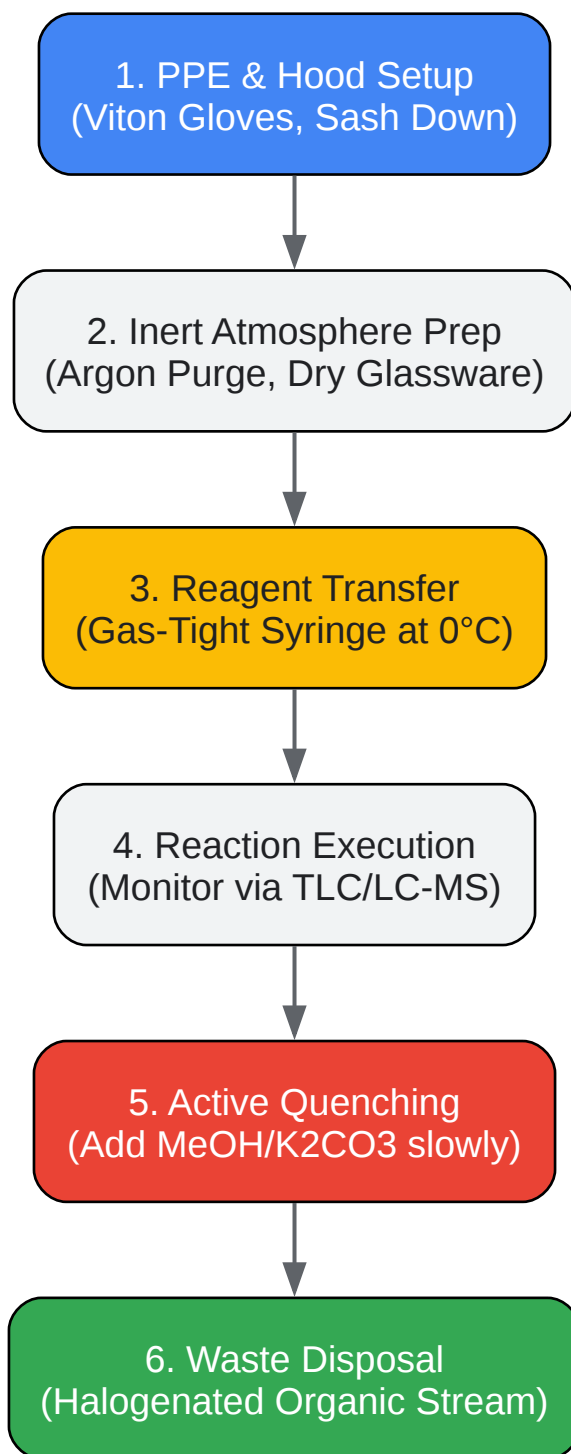 1. PPE & Hood Setup
(Viton Gloves, Sash Down)
2. Inert Atmosphere Prep
(Argon Purge, Dry Glassware)
3. Reagent Transfer
(Gas-Tight Syringe at 0°C)
4. Reaction Execution
(Monitor via TLC/LC-MS)
5. Active Quenching
(Add MeOH/K2CO3 slowly)
6. Waste Disposal
(Halogenated Organic Stream)